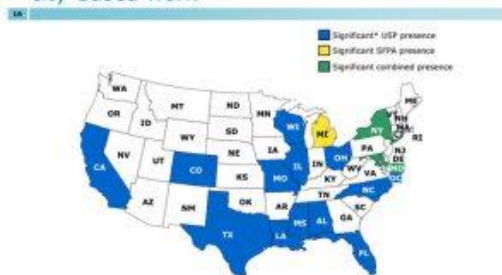 1A
Significant* USP presence
Significant SFPA presence
Significant combined presence
WA
MT
ND
MN
ME
OR
ID
SD
WI
MI
NY
NH
MA
RI
WY
NE
IA
PA
NJ
NV
UT
CO
KS
MO
IL
IN
OH
WV
VA
DE
MD
DC
CA
KY
NC
AZ
NM
OK
AR
TN
SC
TX
LA
MS
AL
GA
FL